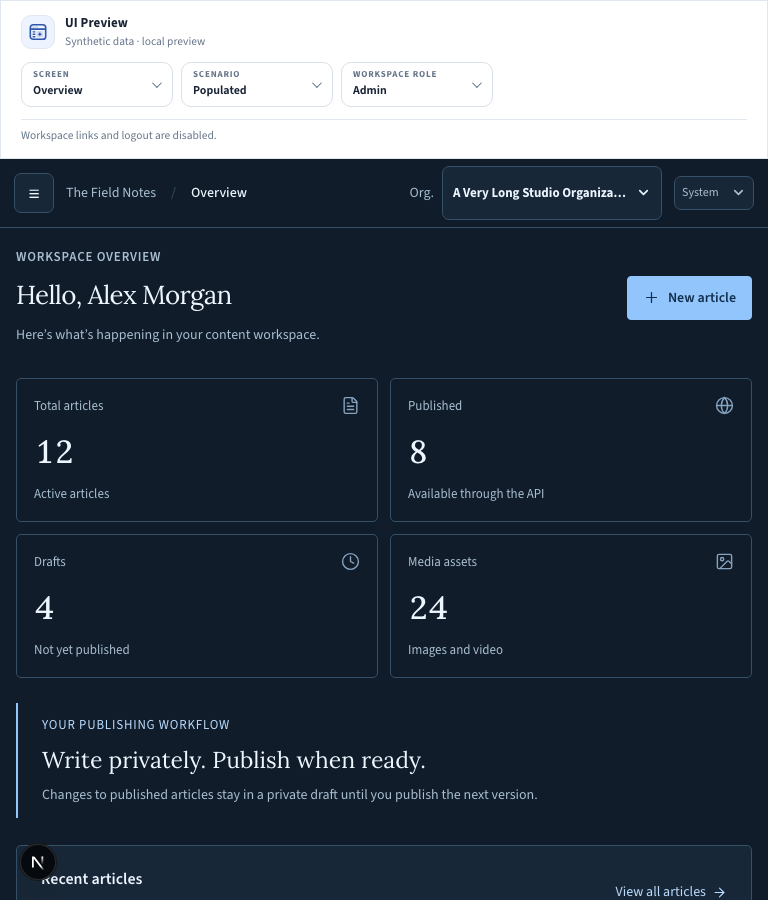 UI Preview
Synthetic data · local preview
SCREEN
Overview
SCENARIO
Populated
WORKSPACE ROLE
Admin
Workspace links and logout are disabled.
The Field Notes / Overview
Org.
A Very Long Studio Organiza…
System
WORKSPACE OVERVIEW
Hello, Alex Morgan
New article
Here's what's happening in your content workspace.
Total articles
12
Active articles
Published
8
Available through the API
Drafts
4
Not yet published
Media assets
24
Images and video
YOUR PUBLISHING WORKFLOW
Write privately. Publish when ready.
Changes to published articles stay in a private draft until you publish the next version.
N
Recent articles
View all articles →